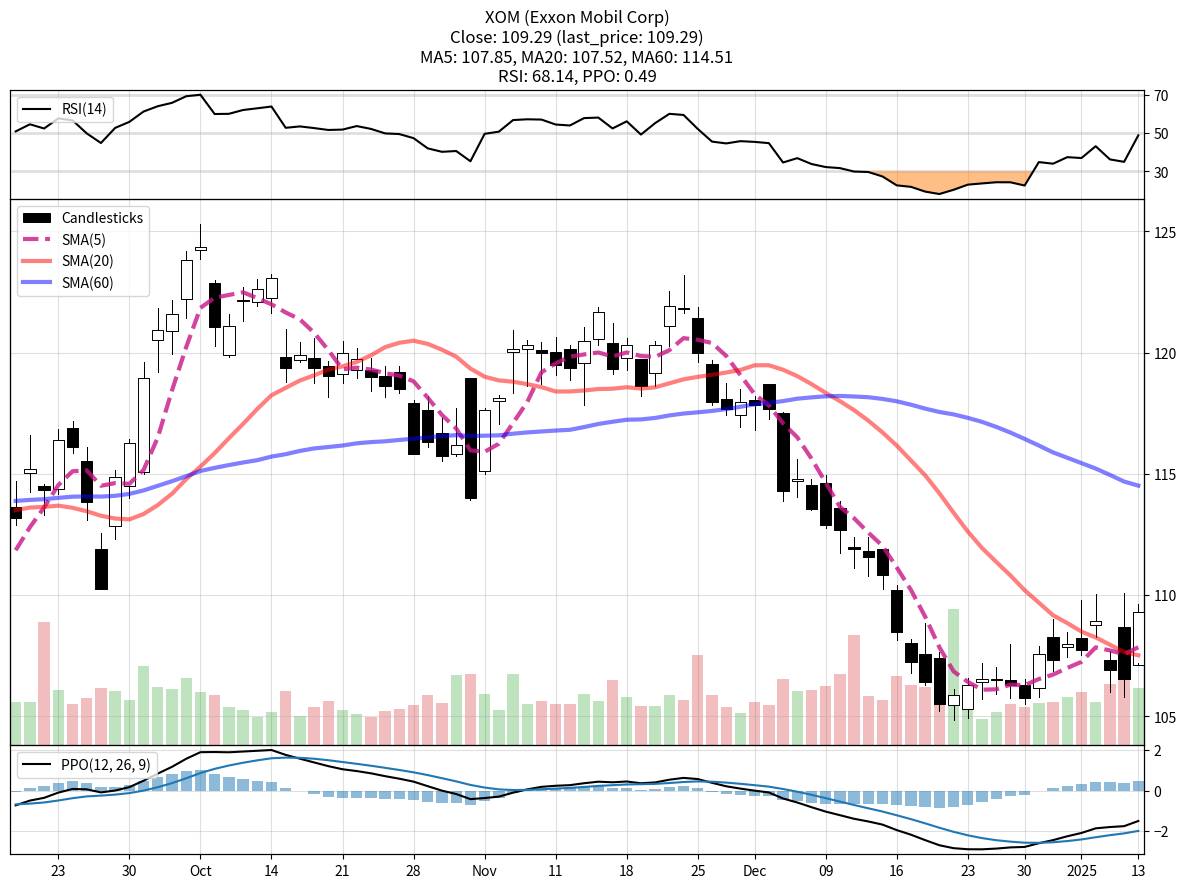 XOM (Exxon Mobil Corp)
Close: 109.29 (last_price: 109.29)
MA5: 107.85, MA20: 107.52, MA60: 114.51
RSI: 68.14, PPO: 0.49
RSI(14)
70
50
30
Candlesticks
SMA(5)
SMA(20)
SMA(60)
125
120
115
110
105
PPO(12, 26, 9)
2
0
−2
23 30 Oct 14 21 28 Nov 11 18 25 Dec 09 16 23 30 2025 13